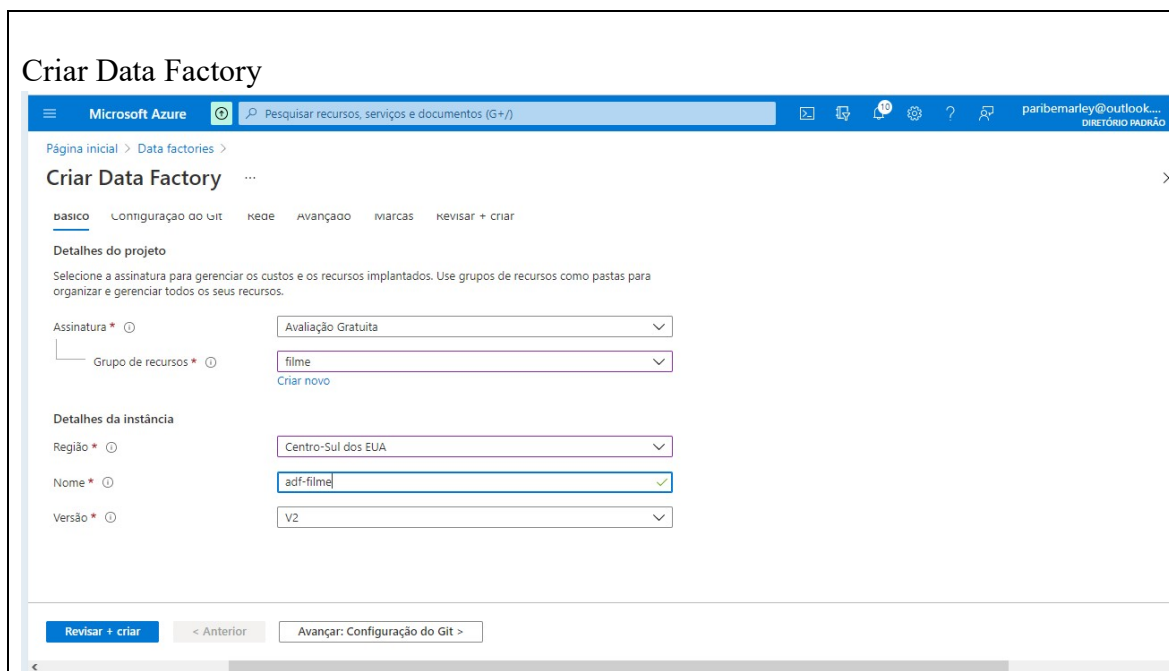 Criar Data Factory
Microsoft Azure
Pesquisar recursos, serviços e documentos (G+/)
10
paribemarley@outlook....
DIRETÓRIO PADRÃO
Página inicial > Data factories >
Criar Data Factory ...
Básico Configuração do Git Rede Avançado Marcas Revisar + criar
Detalhes do projeto
Selecione a assinatura para gerenciar os custos e os recursos implantados. Use grupos de recursos como pastas para
organizar e gerenciar todos os seus recursos.
Assinatura * Avaliação Gratuita
Grupo de recursos * filme
Criar novo
Detalhes da instância
Região * Centro-Sul dos EUA
Nome * adf-filme
Versão * V2
Revisar + criar < Anterior Avançar: Configuração do Git >